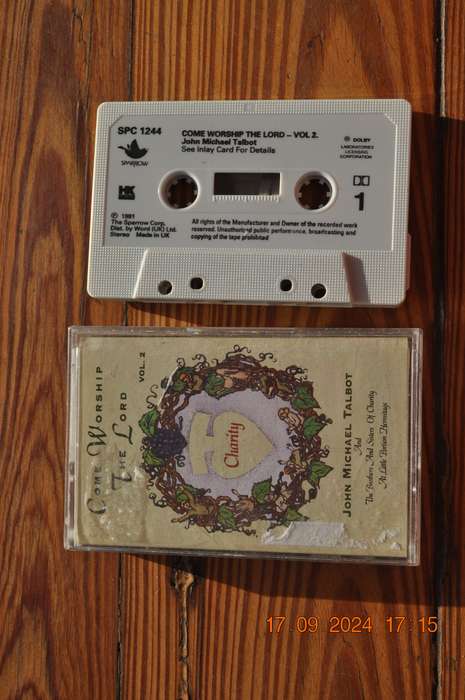 SPC 1244
SPARROW
COME WORSHIP THE LORD – VOL 2.
John Michael Talbot
See Inlay Card For Details
DOLBY
LABORATORIES
LICENSING
CORPORATION
HX
1
℗ 1991
The Sparrow Corp.
Dist. by Word (UK) Ltd.
Stereo Made in UK
All rights of the Manufacturer and Owner of the recorded work
reserved. Unauthorised public performance, broadcasting and
copying of the tape prohibited
COME WORSHIP
THE LORD
VOL. 2
Charity
JOHN MICHAEL TALBOT
And
The Brothers And Sisters Of Charity
At Little Portion Hermitage
17.09 2024 17:15